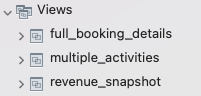 Views
full_booking_details
multiple_activities
revenue_snapshot